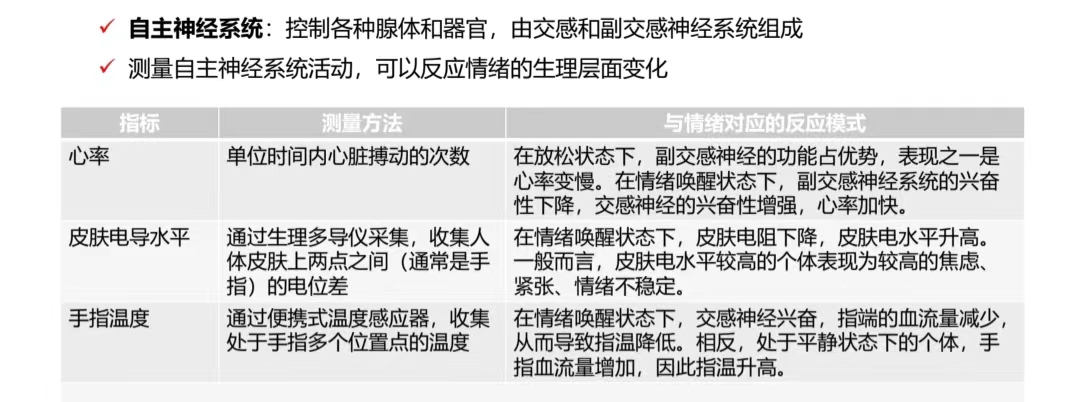 自主神经系统：控制各种腺体和器官，由交感和副交感神经系统组成
测量自主神经系统活动，可以反应情绪的生理层面变化
指标 测量方法 与情绪对应的反应模式
心率 单位时间内心脏搏动的次数 在放松状态下，副交感神经的功能占优势，表现之一是
心率变慢。在情绪唤醒状态下，副交感神经系统的兴奋
性下降，交感神经的兴奋性增强，心率加快。
皮肤电导水平 通过生理多导仪采集，收集人 在情绪唤醒状态下，皮肤电阻下降，皮肤电水平升高。
体皮肤上两点之间（通常是手 一般而言，皮肤电水平较高的个体表现为较高的焦虑、
指）的电位差 紧张、情绪不稳定。
手指温度 通过便携式温度感应器，收集 在情绪唤醒状态下，交感神经兴奋，指端的血流量减少，
处于手指多个位置点的温度 从而导致指温降低。相反，处于平静状态下的个体，手
指血流量增加，因此指温升高。